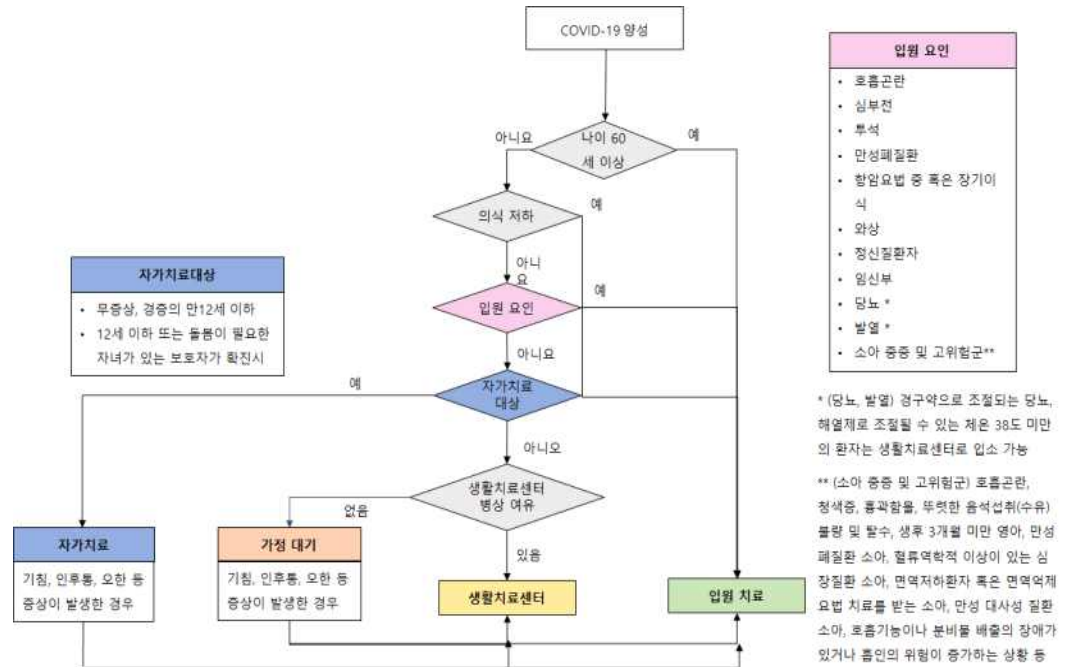 COVID-19 양성
나이 60
세 이상
아니요
예
의식 저하
예
아니
요
입원 요인
예
아니요
자가치료
대상
예
아니오
생활치료센터
병상 여유
없음
있음
자가치료대상
• 무증상, 경증의 만12세 이하
• 12세 이하 또는 돌봄이 필요한
자녀가 있는 보호자가 확진시
자가치료
기침, 인후통, 오한 등
증상이 발생한 경우
가정 대기
기침, 인후통, 오한 등
증상이 발생한 경우
생활치료센터
입원 치료
입원 요인
• 호흡곤란
• 심부전
• 투석
• 만성폐질환
• 항암요법 중 혹은 장기이
식
• 와상
• 정신질환자
• 임신부
• 당뇨 *
• 발열 *
• 소아 중증 및 고위험군**
* (당뇨, 발열) 경구약으로 조절되는 당뇨,
해열제로 조절될 수 있는 체온 38도 미만
의 환자는 생활치료센터로 입소 가능
** (소아 중증 및 고위험군) 호흡곤란,
청색증, 흉곽함몰, 뚜렷한 음식섭취(수유)
불량 및 탈수, 생후 3개월 미만 영아, 만성
폐질환 소아, 혈류역학적 이상이 있는 심
장질환 소아, 면역저하환자 혹은 면역억제
요법 치료를 받는 소아, 만성 대사성 질환
소아, 호흡기능이나 분비물 배출의 장애가
있거나 흡인의 위험이 증가하는 상황 등